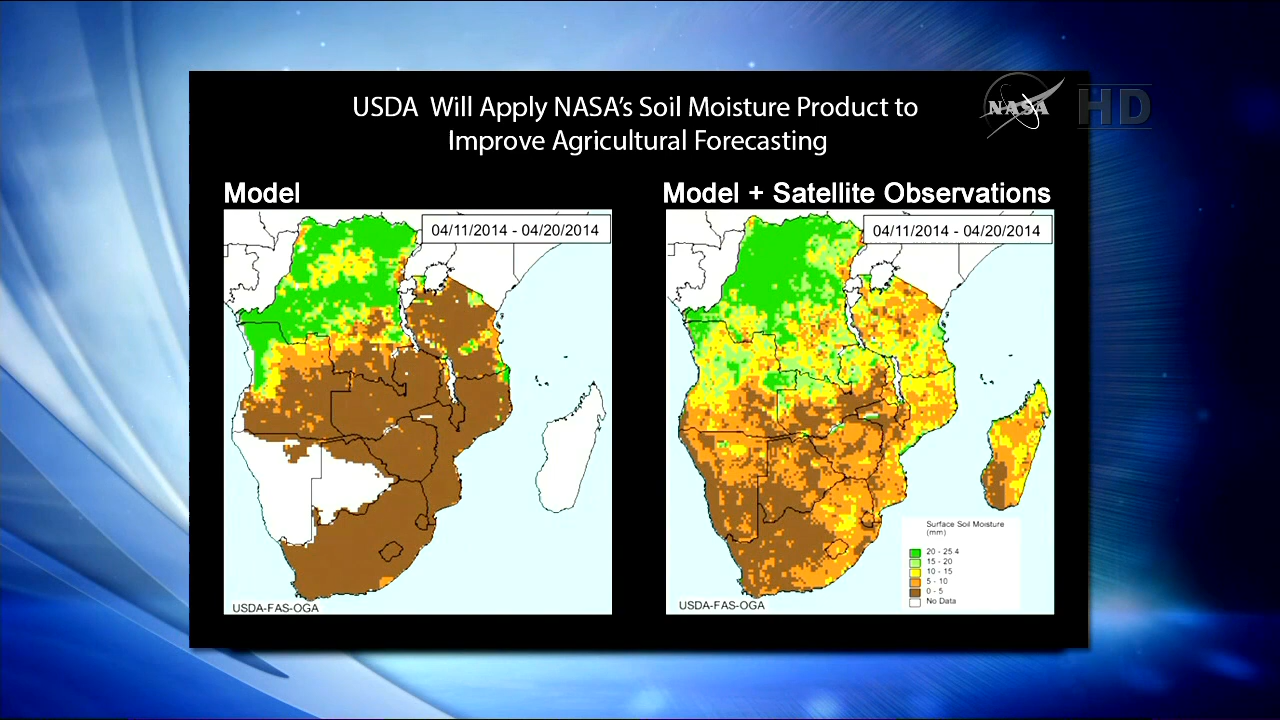 USDA Will Apply NASA's Soil Moisture Product to
Improve Agricultural Forecasting
NASA HD
Model
Model + Satellite Observations
04/11/2014 - 04/20/2014
04/11/2014 - 04/20/2014
Surface Soil Moisture
(mm)
20 - 25.4
15 - 20
10 - 15
5 - 10
0 - 5
No Data
USDA-FAS-OGA
USDA-FAS-OGA